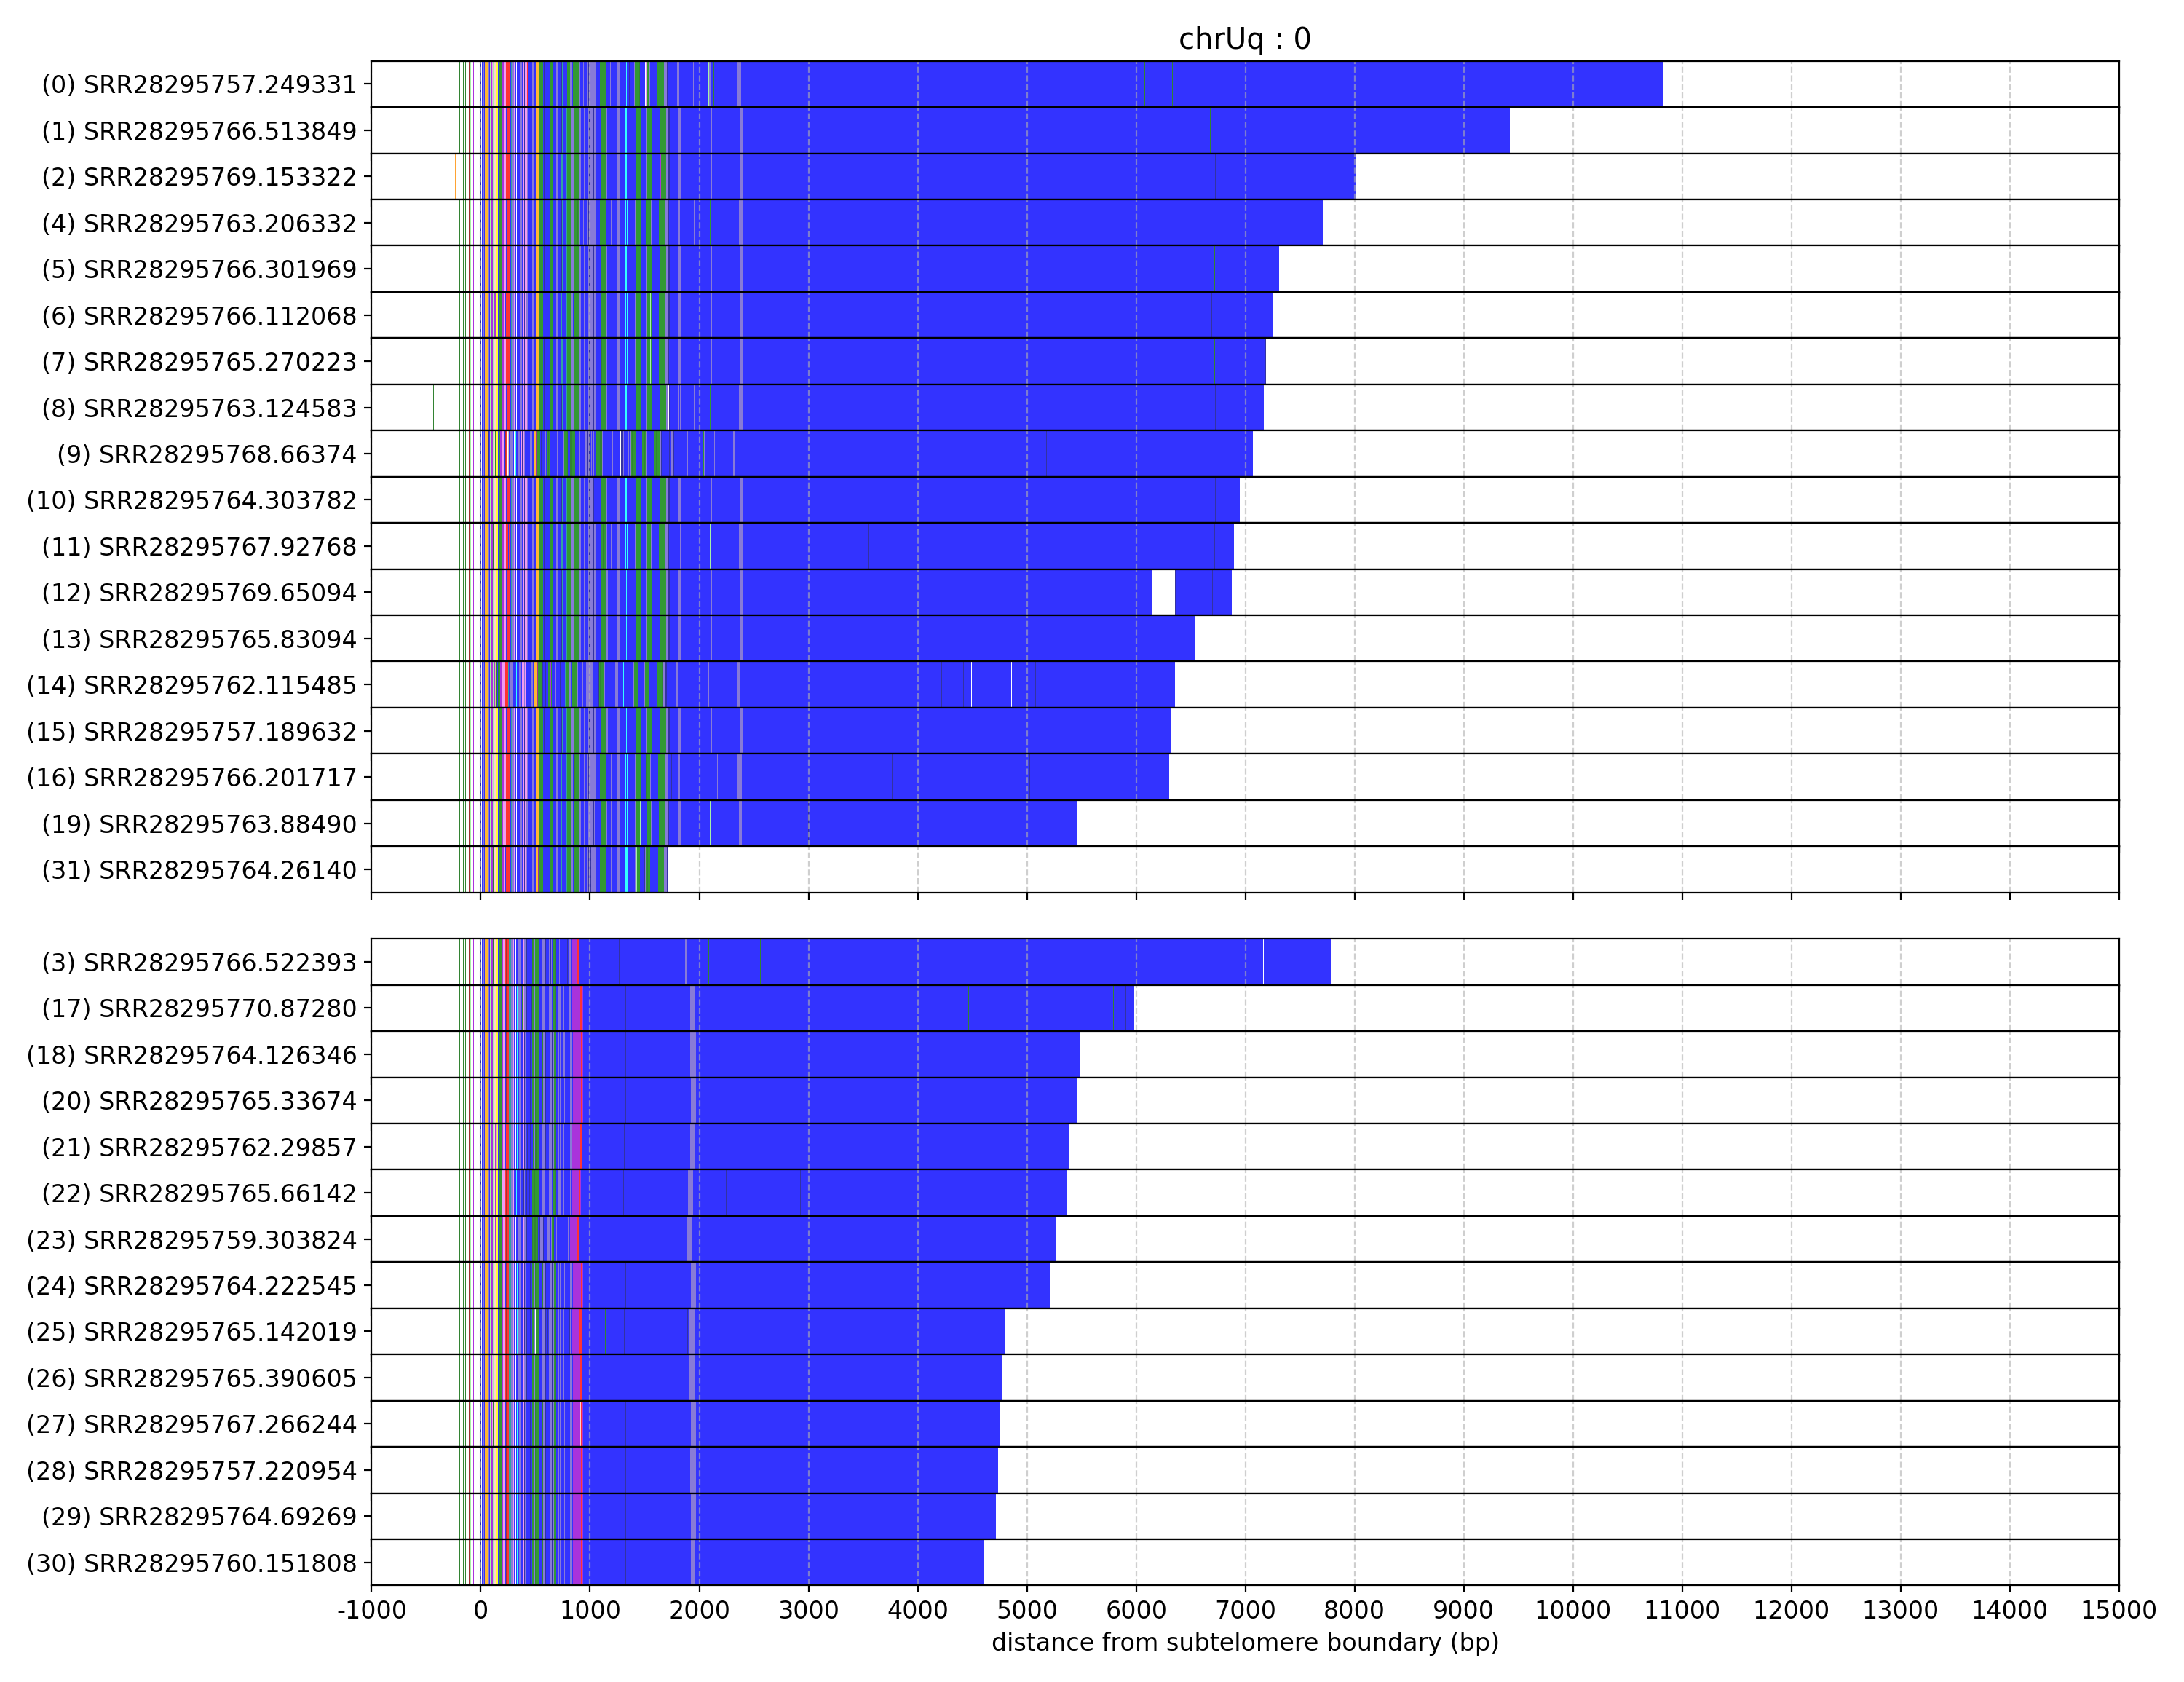 chrUq : 0
(0) SRR28295757.249331
(1) SRR28295766.513849
(2) SRR28295769.153322
(4) SRR28295763.206332
(5) SRR28295766.301969
(6) SRR28295766.112068
(7) SRR28295765.270223
(8) SRR28295763.124583
(9) SRR28295768.66374
(10) SRR28295764.303782
(11) SRR28295767.92768
(12) SRR28295769.65094
(13) SRR28295765.83094
(14) SRR28295762.115485
(15) SRR28295757.189632
(16) SRR28295766.201717
(19) SRR28295763.88490
(31) SRR28295764.26140
(3) SRR28295766.522393
(17) SRR28295770.87280
(18) SRR28295764.126346
(20) SRR28295765.33674
(21) SRR28295762.29857
(22) SRR28295765.66142
(23) SRR28295759.303824
(24) SRR28295764.222545
(25) SRR28295765.142019
(26) SRR28295765.390605
(27) SRR28295767.266244
(28) SRR28295757.220954
(29) SRR28295764.69269
(30) SRR28295760.151808
-1000 0 1000 2000 3000 4000 5000 6000 7000 8000 9000 10000 11000 12000 13000 14000 15000
distance from subtelomere boundary (bp)